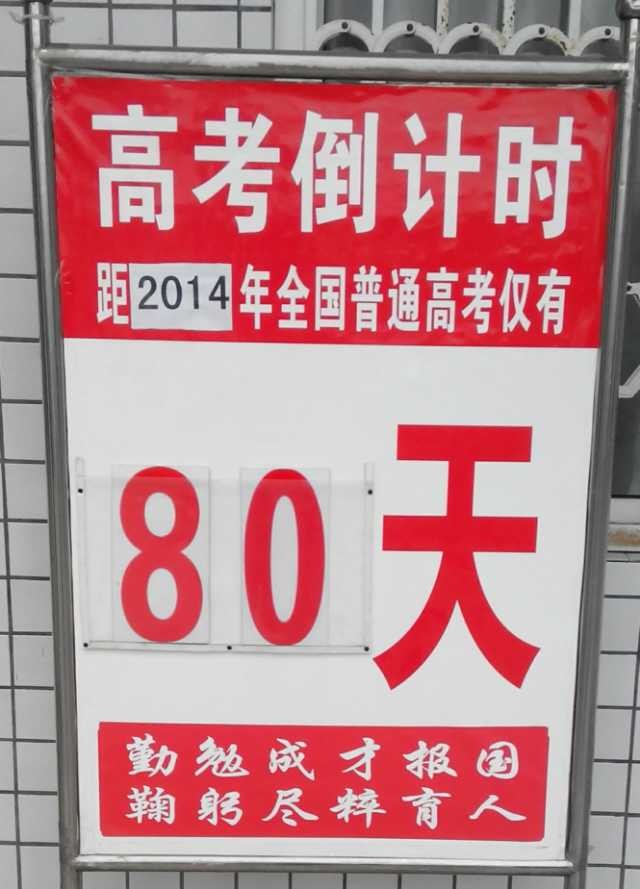 高考倒计时
距2014年全国普通高考仅有
80天
勤勉成才报国
鞠躬尽粹育人